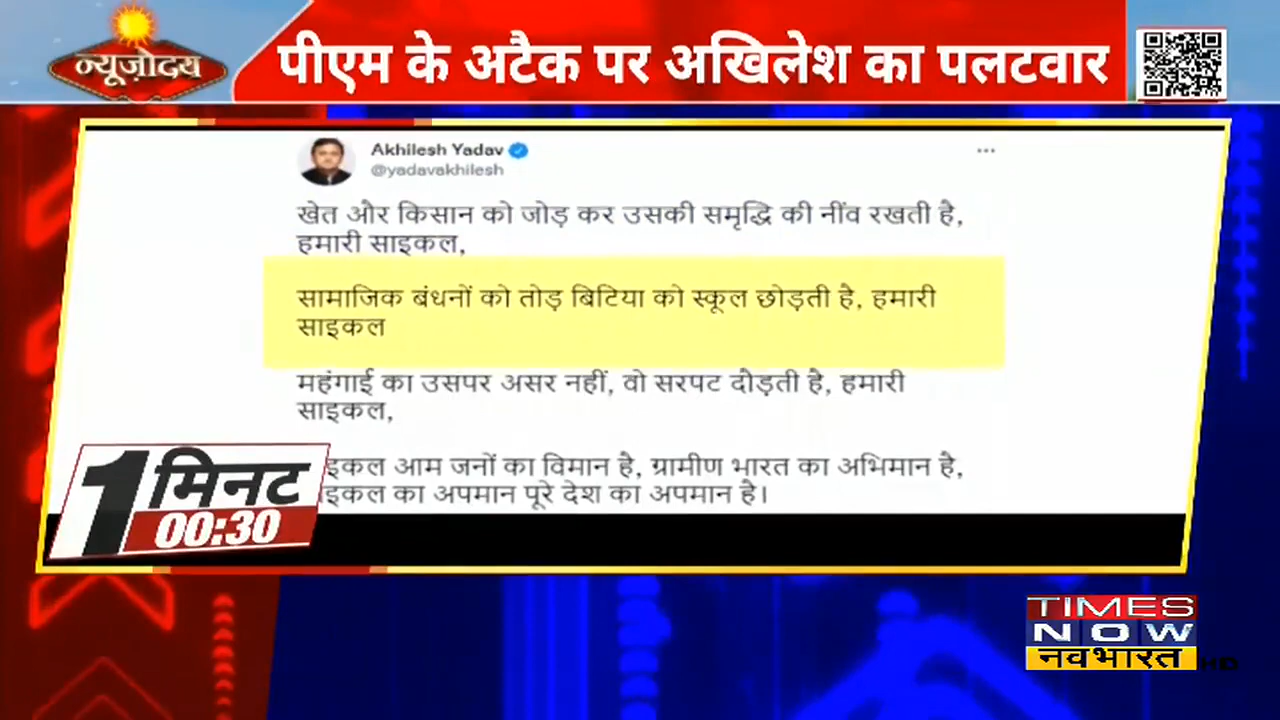 न्यूज़ोदय
पीएम के अटैक पर अखिलेश का पलटवार
Akhilesh Yadav
@yadavakhilesh
खेत और किसान को जोड़ कर उसकी समृद्धि की नींव रखती है,
हमारी साइकल,
सामाजिक बंधनों को तोड़ बिटिया को स्कूल छोड़ती है, हमारी
साइकल
महंगाई का उसपर असर नहीं, वो सरपट दौड़ती है, हमारी
साइकल,
इकल आम जनों का विमान है, ग्रामीण भारत का अभिमान है,
इकल का अपमान पूरे देश का अपमान है।
1 मिनट
00:30
TIMES
NOW
नवभारत HD